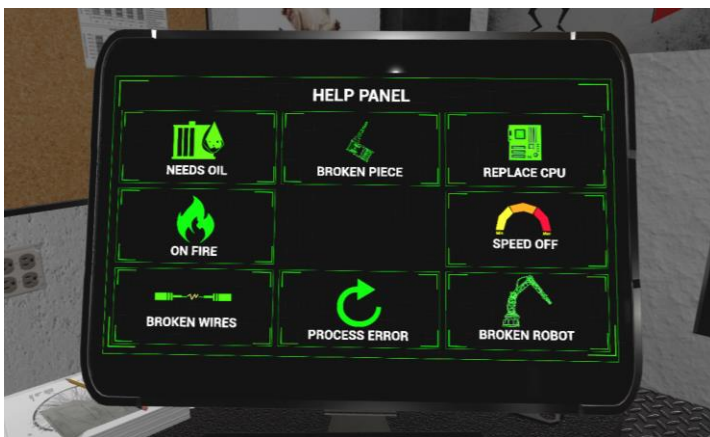 HELP PANEL
NEEDS OIL
BROKEN PIECE
REPLACE CPU
ON FIRE
SPEED OFF
BROKEN WIRES
PROCESS ERROR
BROKEN ROBOT